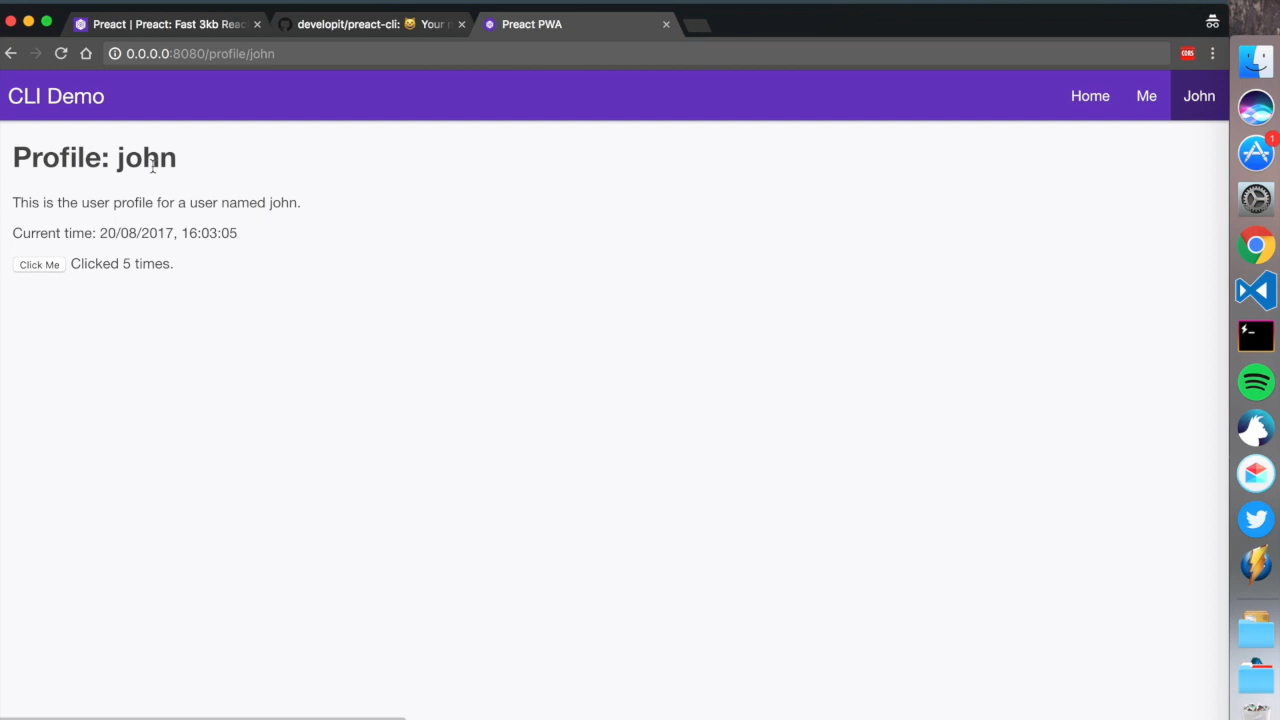 Preact | Preact: Fast 3kb Reac
developit/preact-cli: 😸 Your n
Preact PWA
0.0.0.0:8080/profile/john
CORS
CLI Demo
Home
Me
John
Profile: john
This is the user profile for a user named john.
Current time: 20/08/2017, 16:03:05
Click Me Clicked 5 times.
1